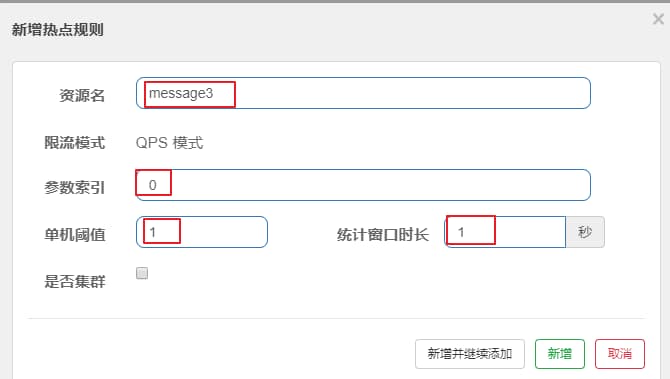 新增热点规则
资源名 message3
限流模式 QPS 模式
参数索引 0
单机阈值 1 统计窗口时长 1 秒
是否集群
新增并继续添加 新增 取消